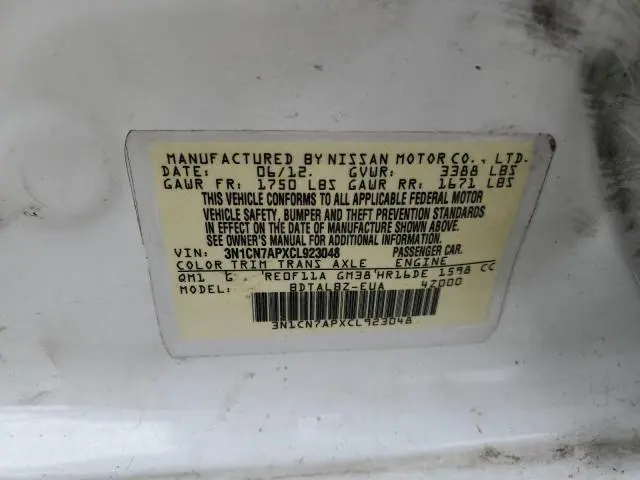 MANUFACTURED BY NISSAN MOTOR CO., LTD.
DATE: 06/12. GVWR: 3388 LBS
GAWR FR: 1750 LBS GAWR RR: 1671 LBS
THIS VEHICLE CONFORMS TO ALL APPLICABLE FEDERAL MOTOR
VEHICLE SAFETY, BUMPER AND THEFT PREVENTION STANDARDS
IN EFFECT ON THE DATE OF MANUFACTURE SHOWN ABOVE.
SEE OWNER'S MANUAL FOR ADDITIONAL INFORMATION.
VIN: 3N1CN7APXCL923048 PASSENGER CAR.
COLOR TRIM TRANS AXLE ENGINE
QM1 G RE0F11A GM38 HR16DE 1598 CC
MODEL: BDTALBZ-EUA 47000
3N1CN7APXCL923048